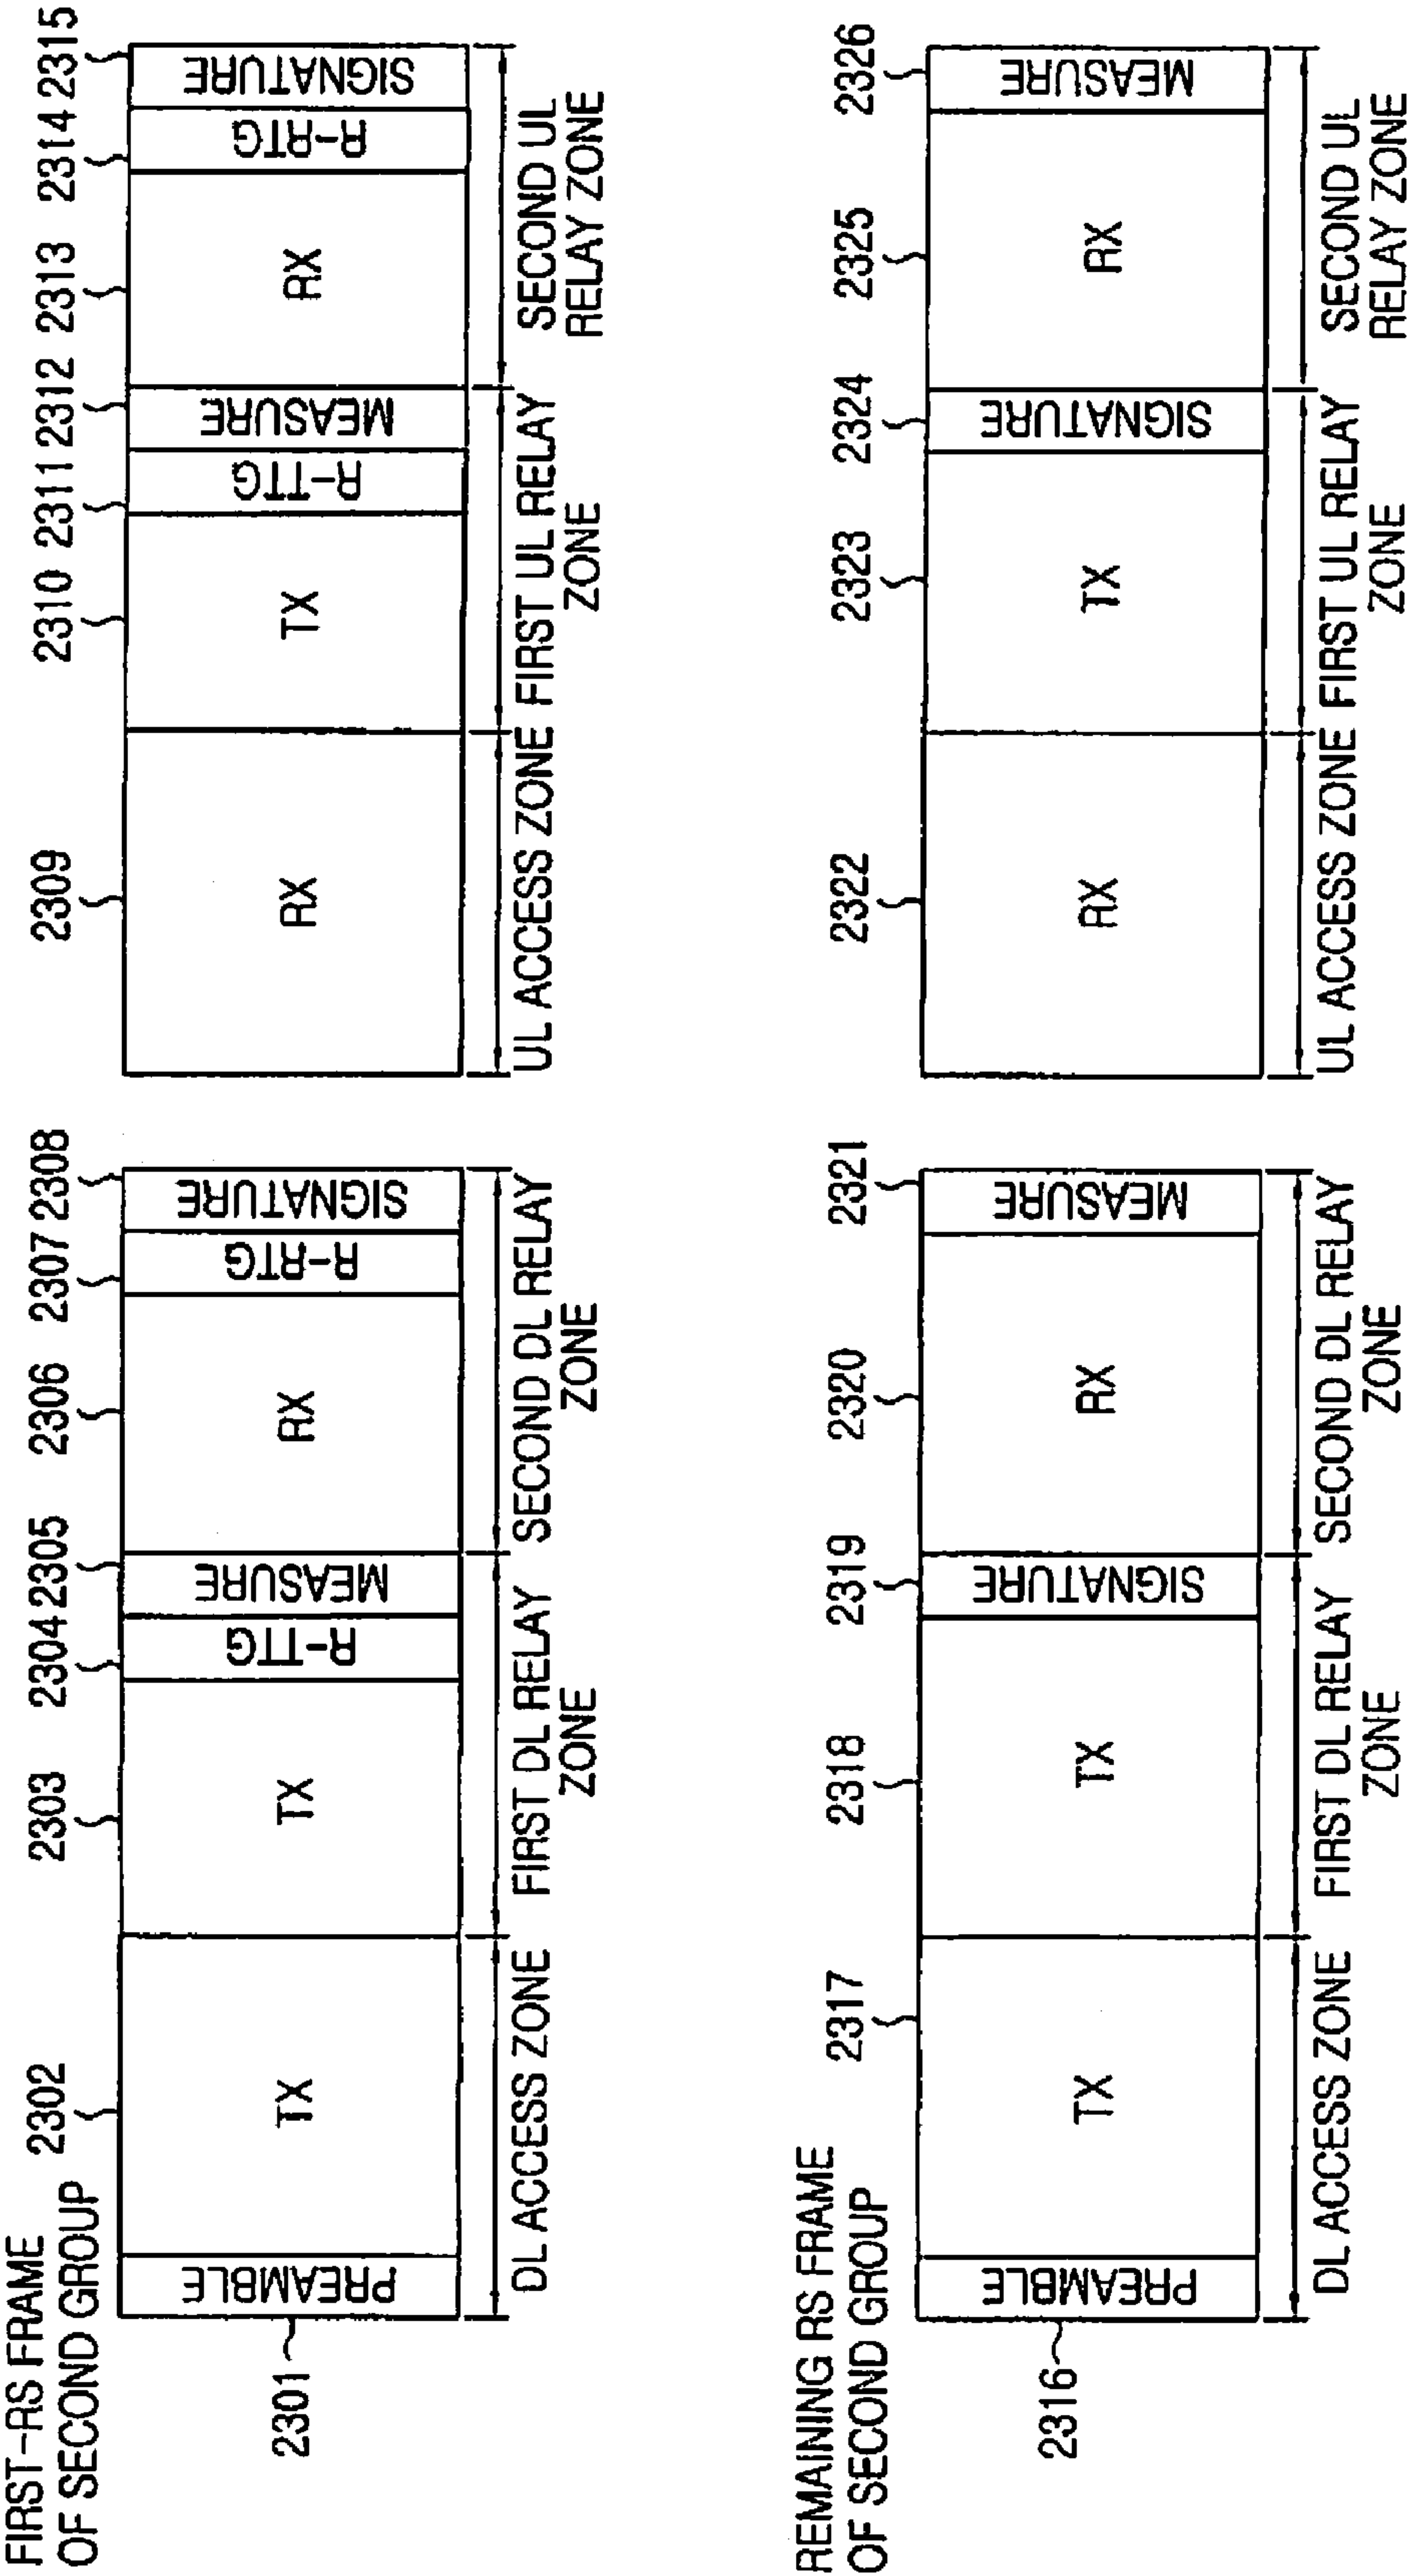 FIRST-RS FRAME
OF SECOND GROUP
2302
2303
2304
2305
2306
2307
2308
2309
2310
2311
2312
2313
2314
2315
PREAMBLE
TX
TX
R-TTG
MEASURE
RX
R-RTG
SIGNATURE
RX
TX
R-TTG
MEASURE
RX
R-RTG
SIGNATURE
2301
DL ACCESS ZONE
FIRST DL RELAY
ZONE
SECOND DL RELAY
ZONE
UL ACCESS ZONE
FIRST UL RELAY
ZONE
SECOND UL
RELAY ZONE
REMAINING RS FRAME
OF SECOND GROUP
2317
2318
2319
2320
2321
2322
2323
2324
2325
2326
PREAMBLE
TX
TX
SIGNATURE
RX
MEASURE
RX
TX
SIGNATURE
RX
MEASURE
2316
DL ACCESS ZONE
FIRST DL RELAY
ZONE
SECOND DL RELAY
ZONE
UL ACCESS ZONE
FIRST UL RELAY
ZONE
SECOND UL
RELAY ZONE